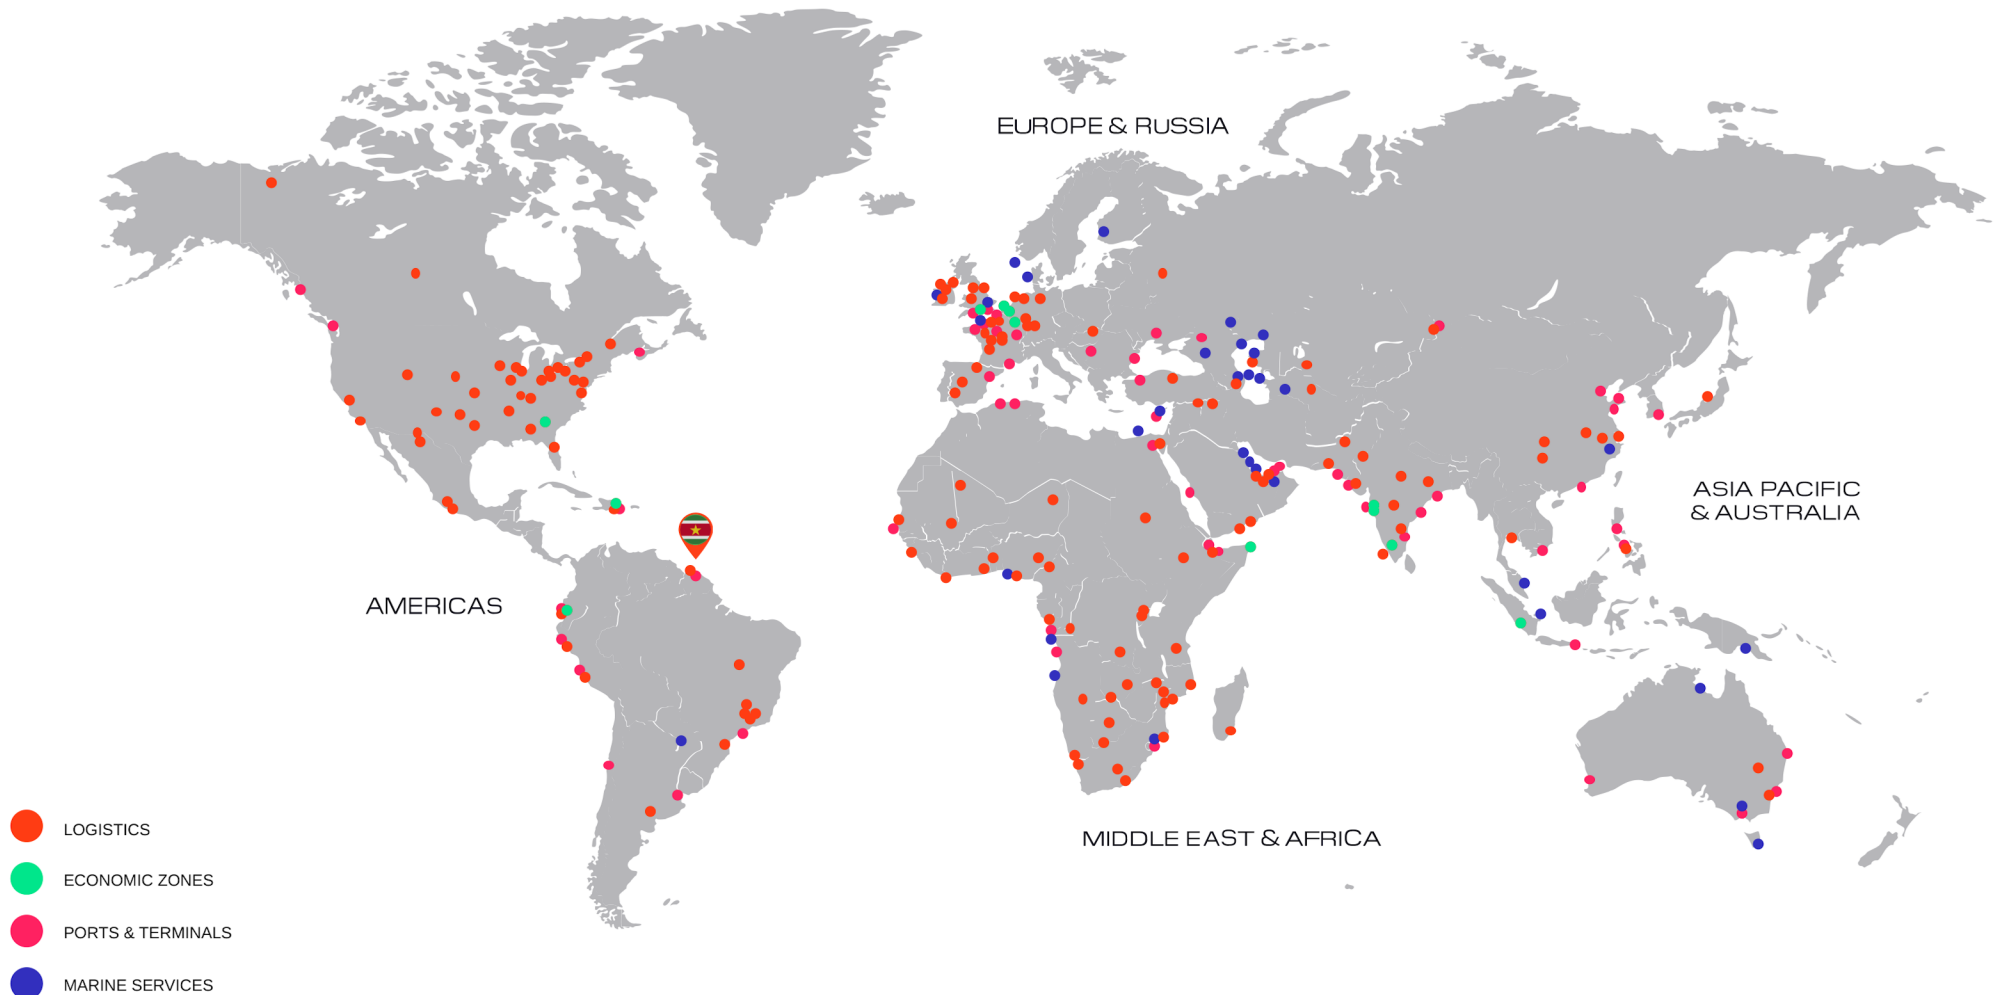 EUROPE & RUSSIA
ASIA PACIFIC
& AUSTRALIA
AMERICAS
MIDDLE EAST & AFRICA
LOGISTICS
ECONOMIC ZONES
PORTS & TERMINALS
MARINE SERVICES